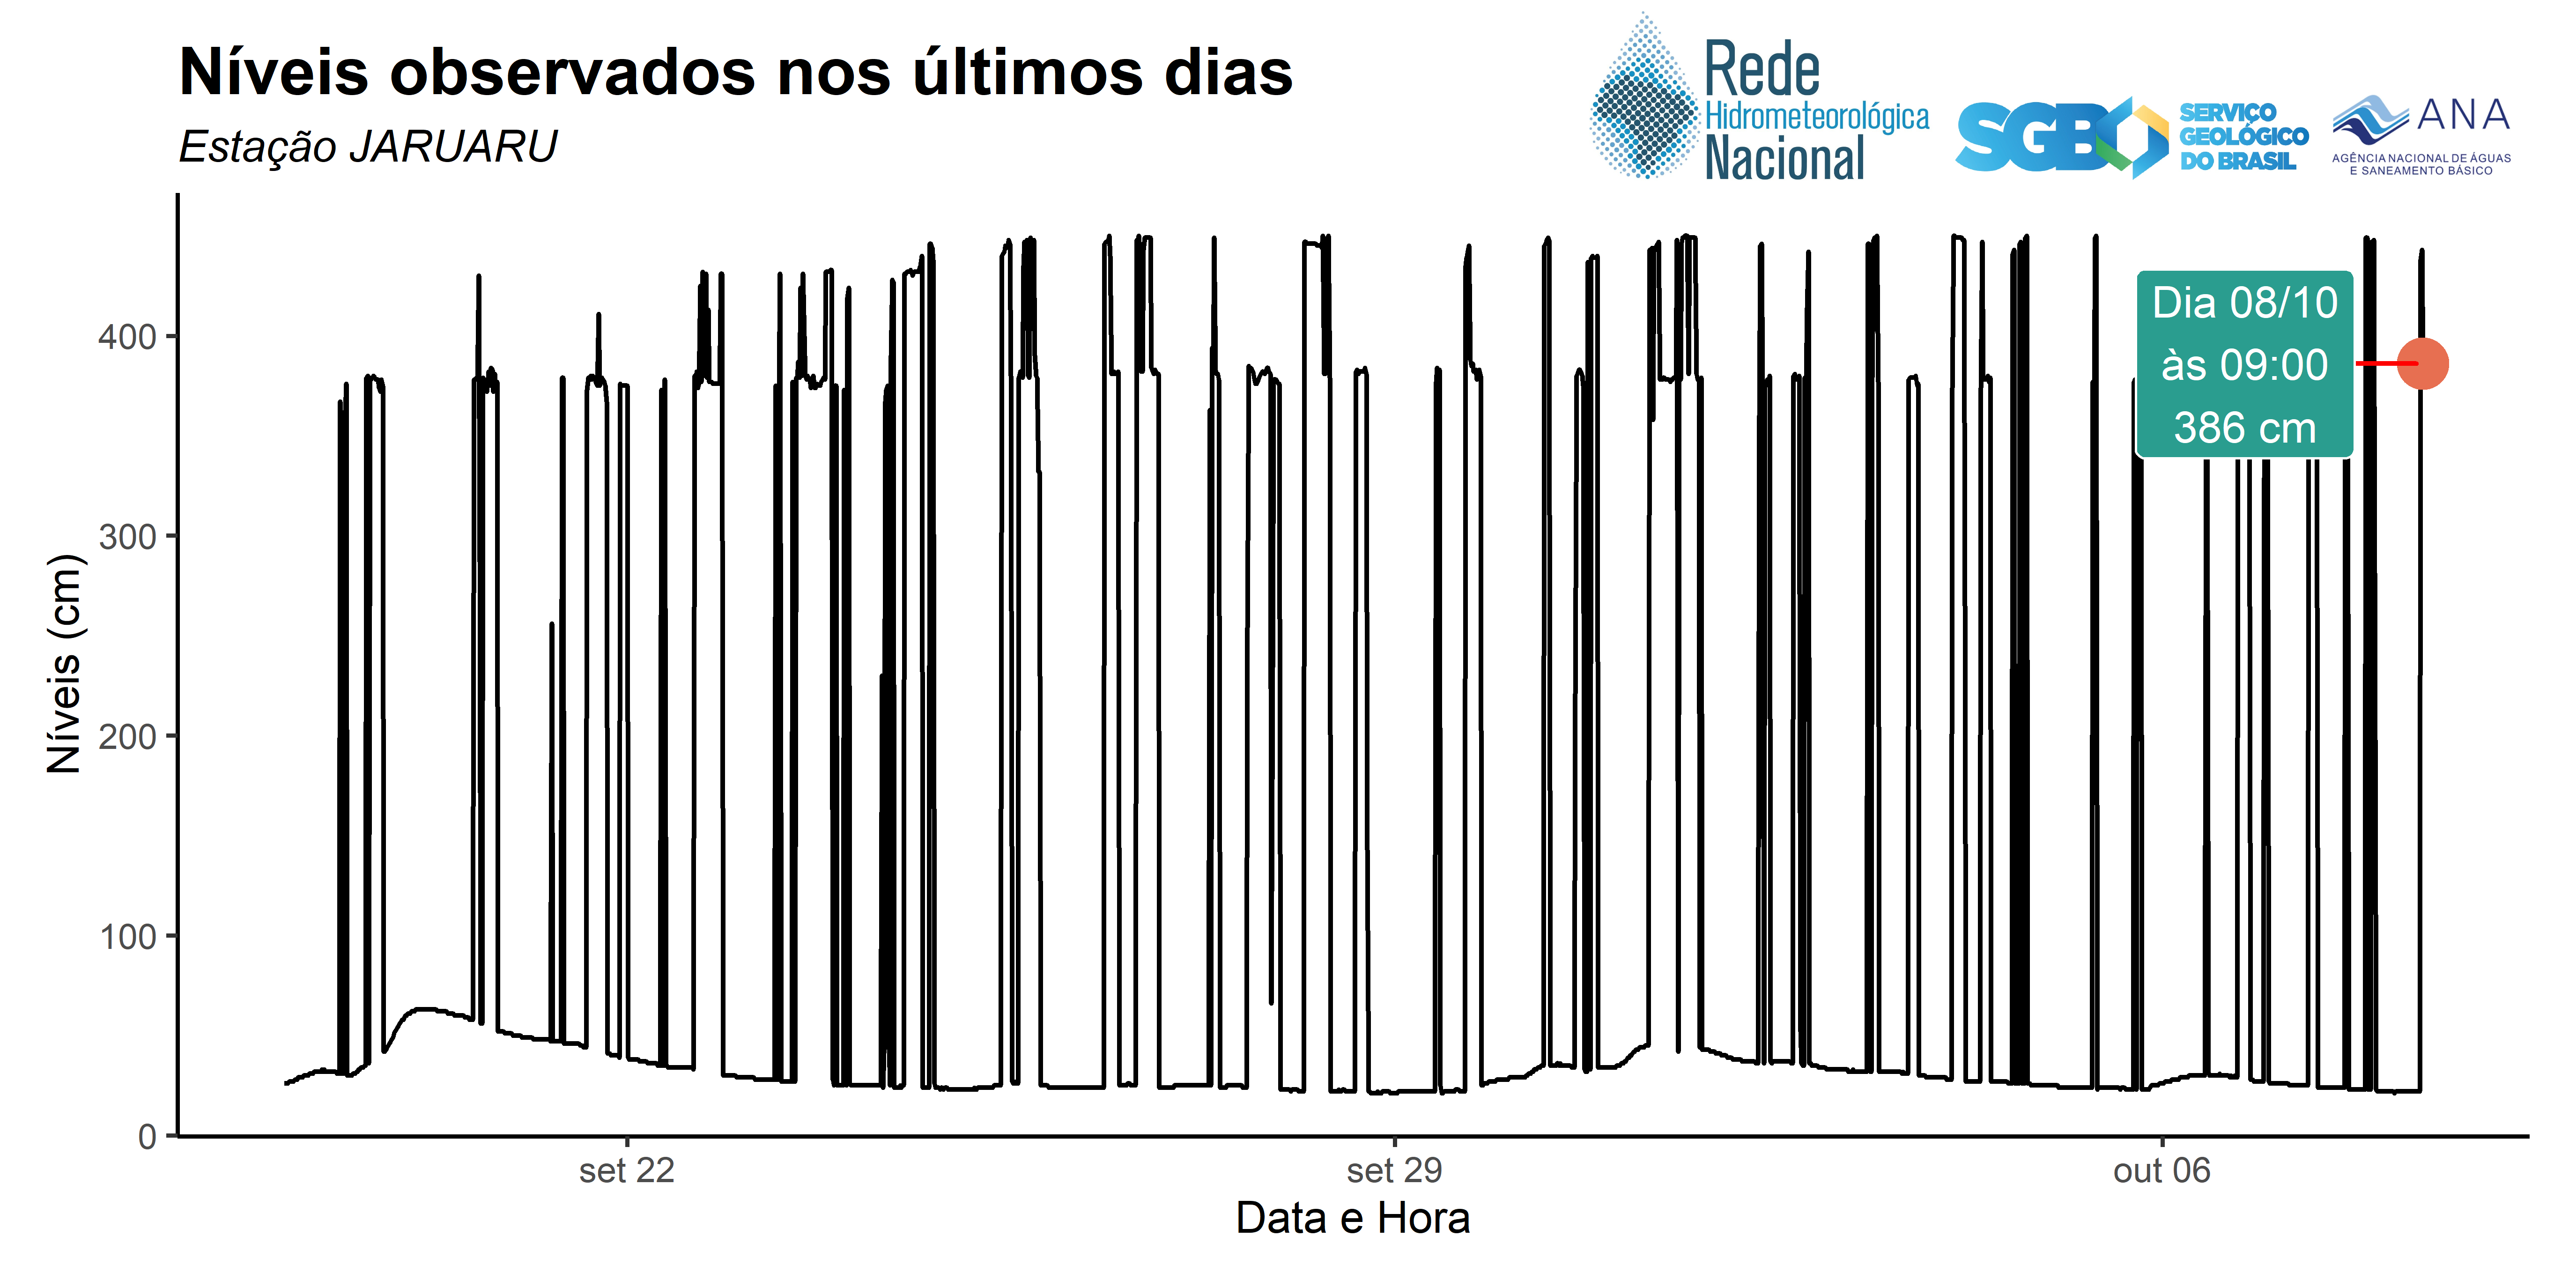 Níveis observados nos últimos dias
Estação JARUARU
Rede
Hidrometeorológica
Nacional
SGB
SERVIÇO
GEOLÓGICO
DO BRASIL
ANA
AGÊNCIA NACIONAL DE ÁGUAS
E SANEAMENTO BÁSICO
Níveis (cm)
400
300
200
100
0
Dia 08/10
às 09:00
386 cm
set 22
set 29
out 06
Data e Hora